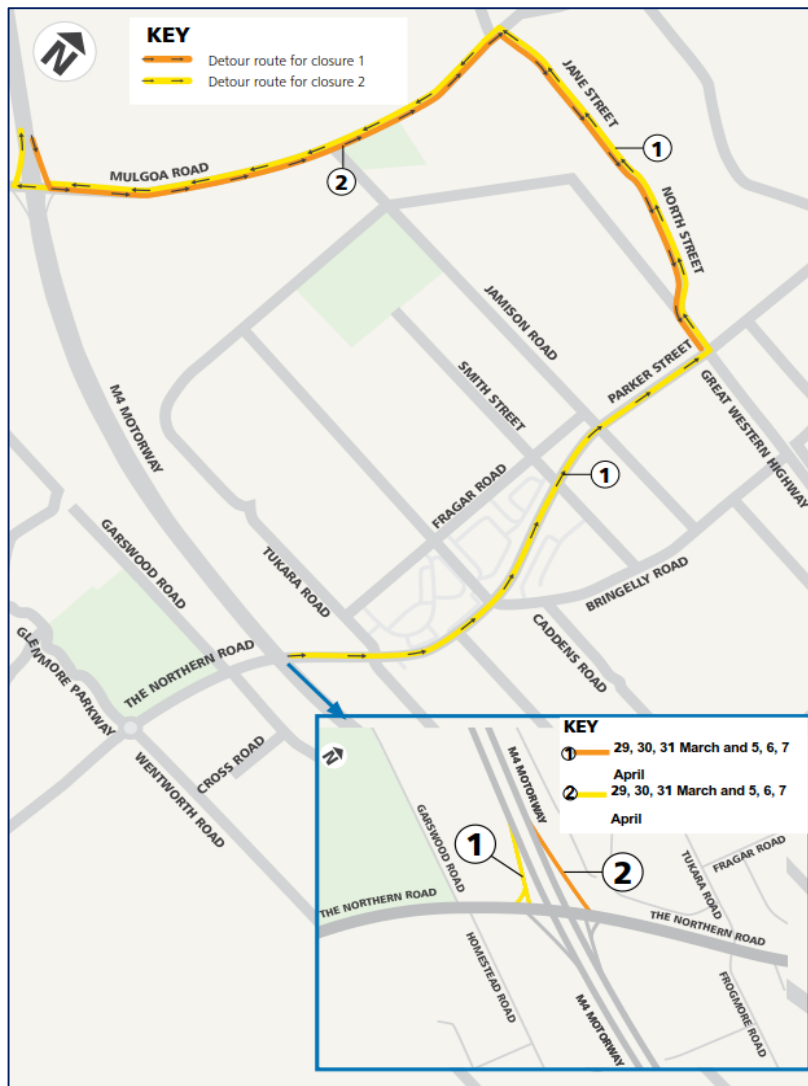 N
KEY
Detour route for closure 1
Detour route for closure 2
JANE STREET
1
MULGOA ROAD
2
NORTH STREET
JAMISON ROAD
SMITH STREET
PARKER STREET
GREAT WESTERN HIGHWAY
M4 MOTORWAY
FRAGAR ROAD
1
GARSWOOD ROAD
TUKARA ROAD
BRINGELLY ROAD
CADDENS ROAD
GLENMORE PARKWAY
THE NORTHERN ROAD
CROSS ROAD
WENTWORTH ROAD
KEY
N
1 29, 30, 31 March and 5, 6, 7
April
2 29, 30, 31 March and 5, 6, 7
April
M4 MOTORWAY
GARSWOOD ROAD
1
2
FRAGAR ROAD
TUKARA ROAD
THE NORTHERN ROAD
THE NORTHERN ROAD
HOMESTEAD ROAD
FROGMORE ROAD
M4 MOTORWAY